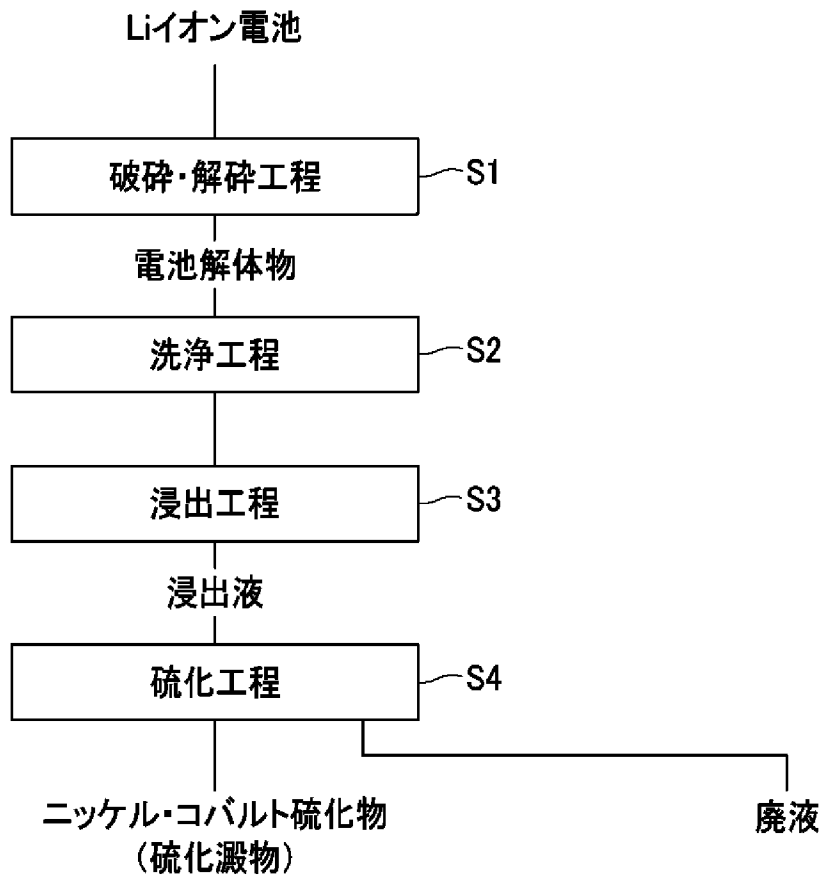 Liイオン電池
破砕・解砕工程
S1
電池解体物
洗浄工程
S2
浸出工程
S3
浸出液
硫化工程
S4
ニッケル・コバルト硫化物
(硫化澱物)
廃液